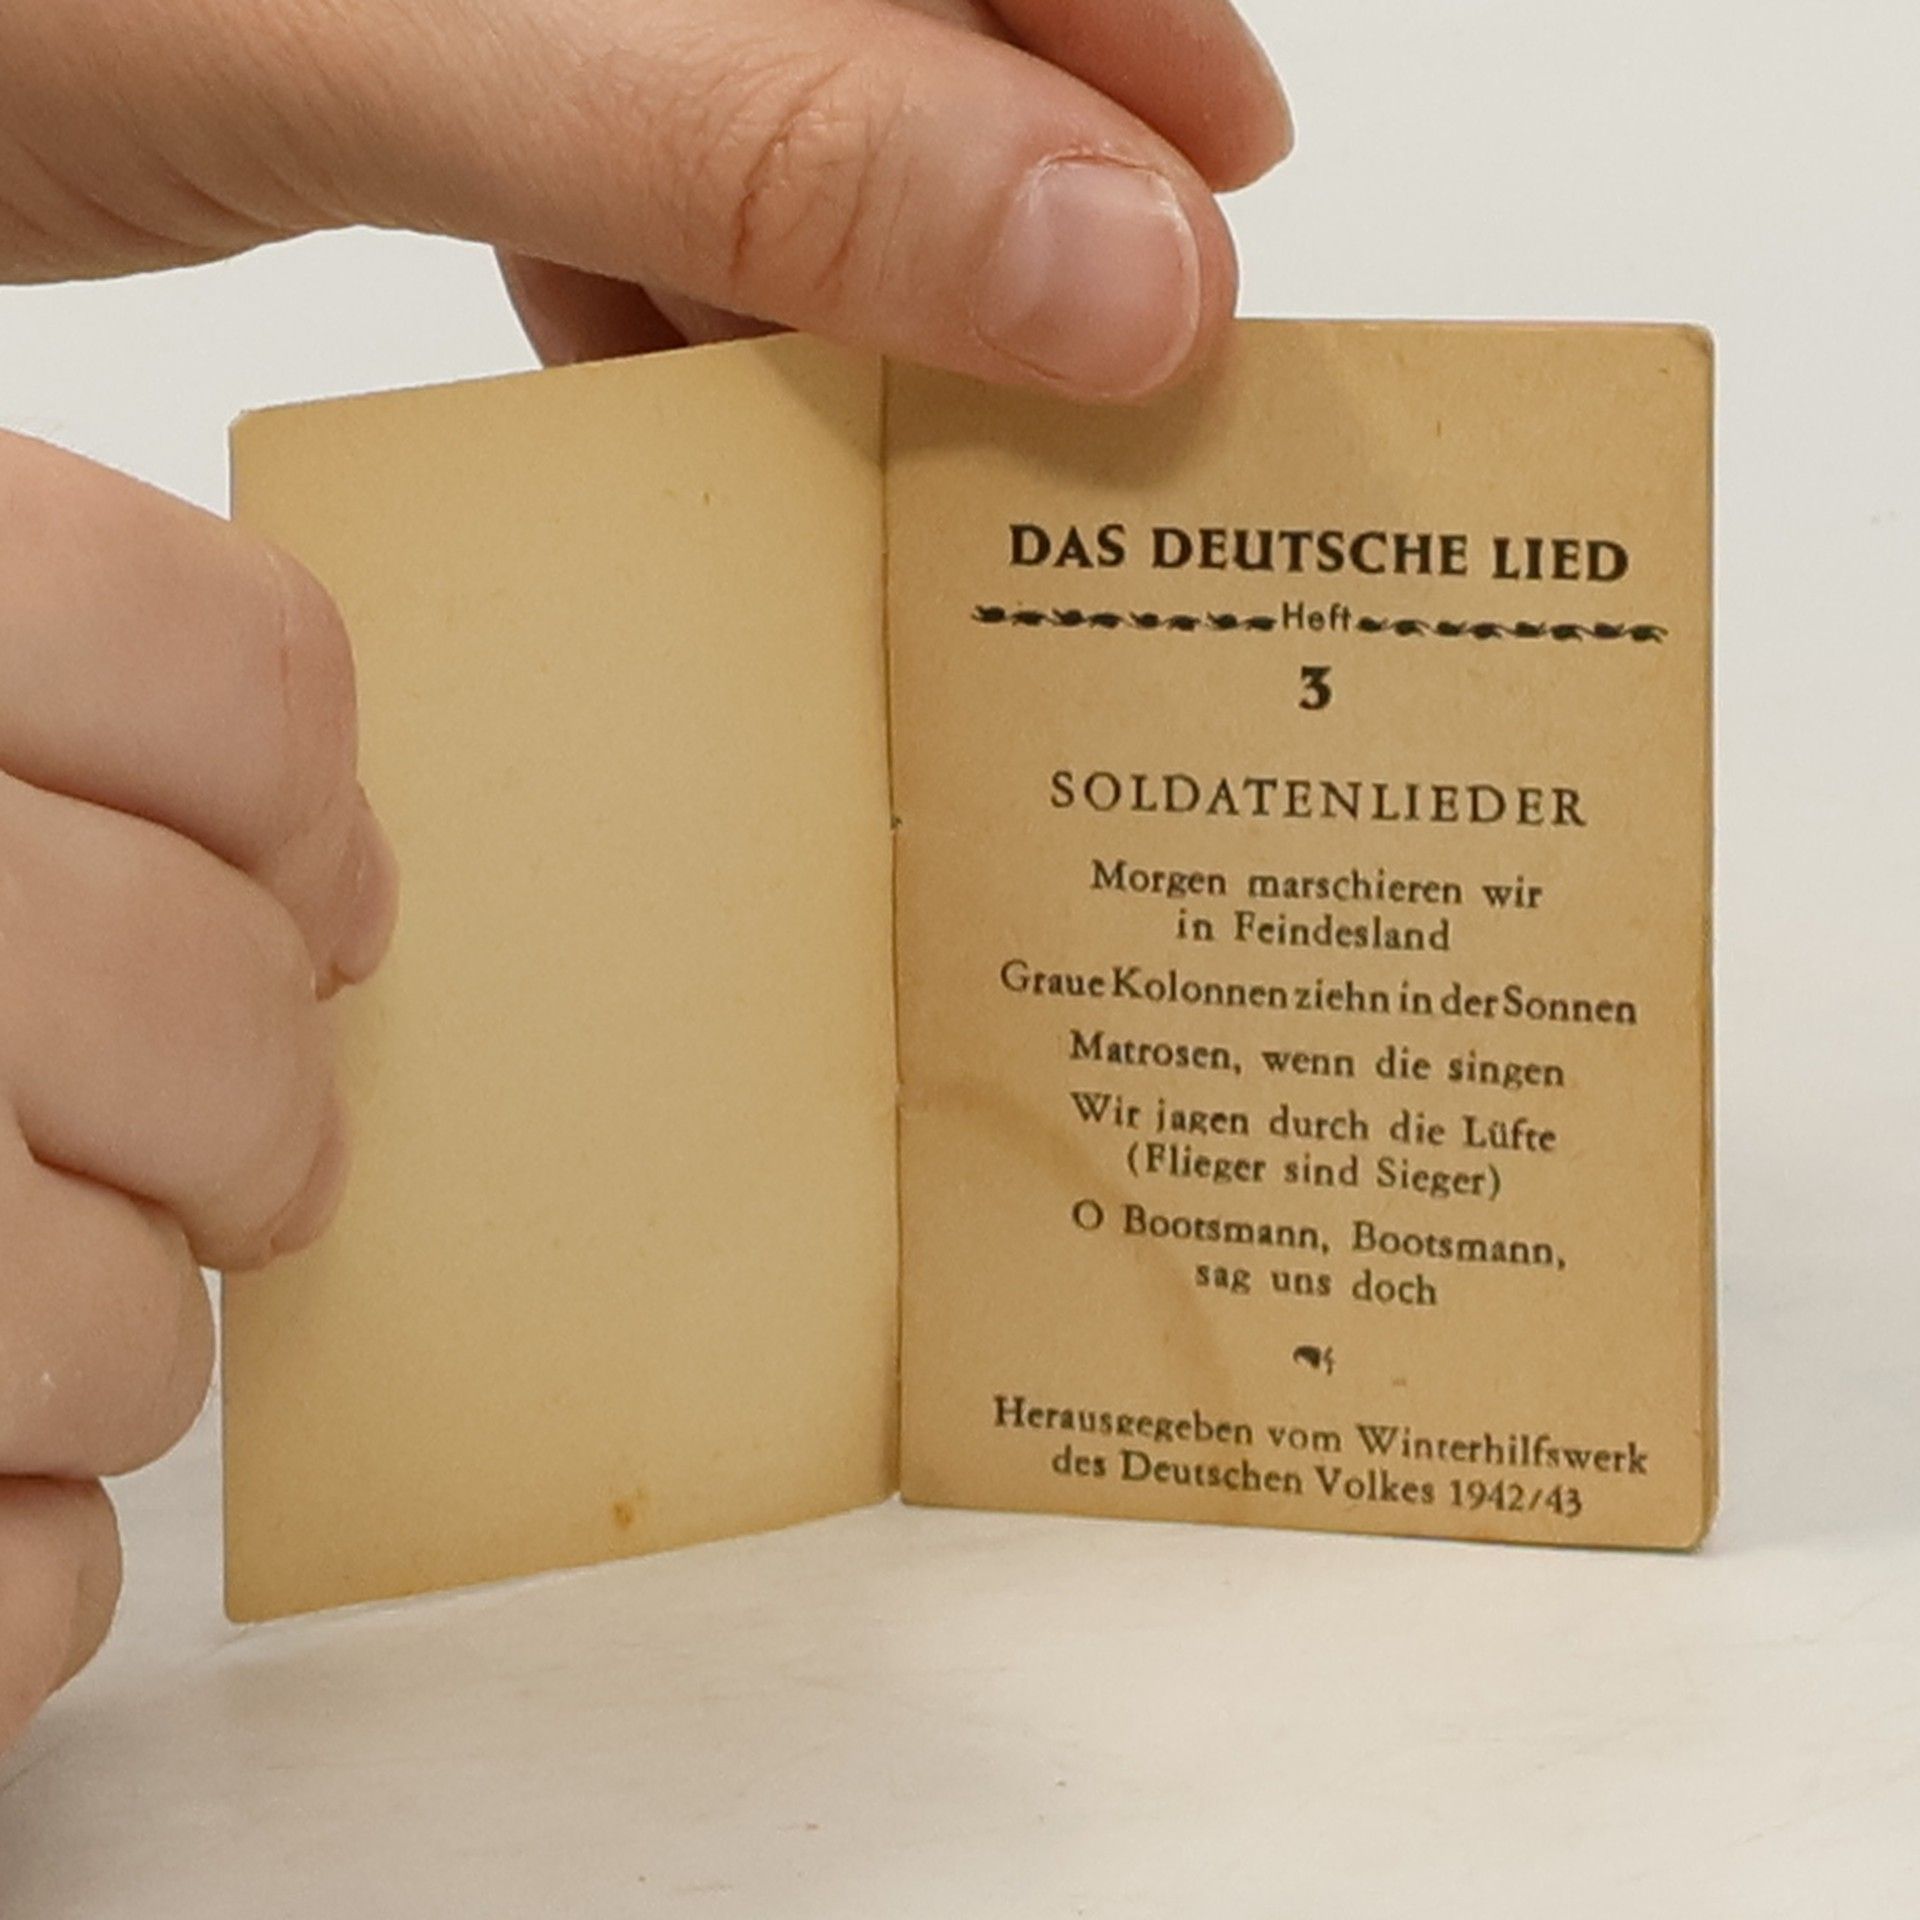 DAS DEUTSCHE LIED
Heft
3
SOLDATENLIEDER
Morgen marschieren wir
in Feindesland
Graue Kolonnen ziehn in der Sonnen
Matrosen, wenn die singen
Wir jagen durch die Lüfte
(Flieger sind Sieger)
O Bootsmann, Bootsmann,
sag uns doch
Herausgegeben vom Winterhilfswerk
des Deutschen Volkes 1942/43